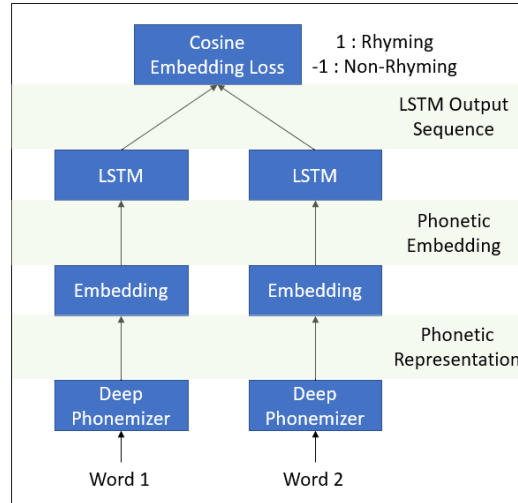 Cosine
Embedding Loss
1 : Rhyming
-1 : Non-Rhyming
LSTM Output
Sequence
LSTM
LSTM
Phonetic
Embedding
Embedding
Embedding
Phonetic
Representation
Deep
Phonemizer
Deep
Phonemizer
Word 1
Word 2